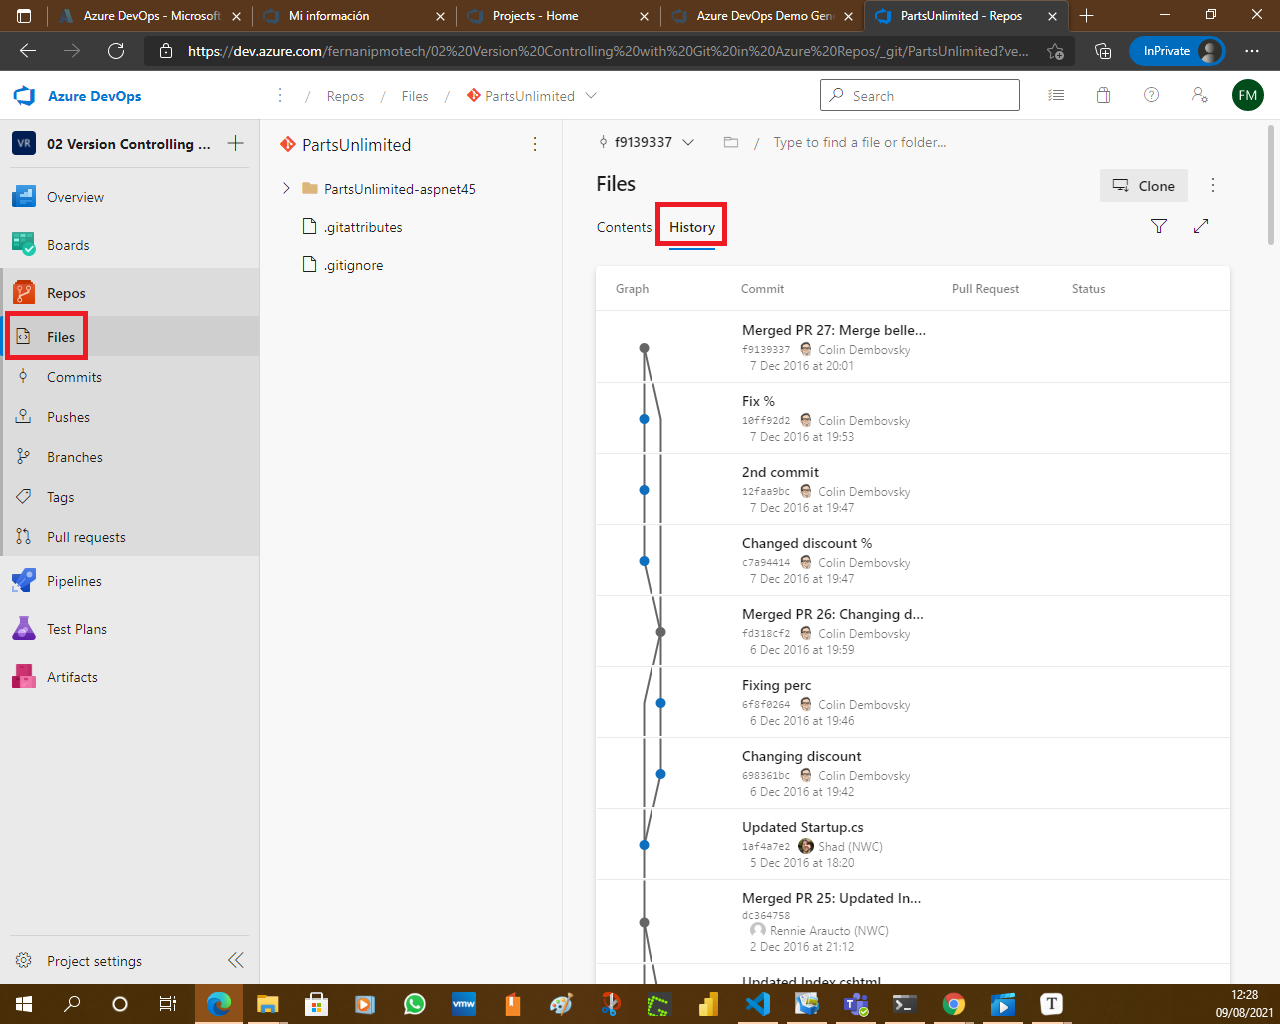 Azure DevOps - Microsoft
Mi información
Projects - Home
Azure DevOps Demo Gen
PartsUnlimited - Repos
https://dev.azure.com/fernanipmotech/02%20Version%20Controlling%20with%20Git%20in%20Azure%20Repos/_git/PartsUnlimited?ve...
InPrivate
Azure DevOps
/ Repos / Files / PartsUnlimited
Search
FM
VR
02 Version Controlling ...
Overview
Boards
Repos
Files
Commits
Pushes
Branches
Tags
Pull requests
Pipelines
Test Plans
Artifacts
Project settings
PartsUnlimited
PartsUnlimited-aspnet45
.gitattributes
.gitignore
f9139337
/ Type to find a file or folder...
Files
Clone
Contents
History
Graph
Commit
Pull Request
Status
Merged PR 27: Merge belle...
f9139337 Colin Dembovsky
7 Dec 2016 at 20:01
Fix %
10ff92d2 Colin Dembovsky
7 Dec 2016 at 19:53
2nd commit
12faa9bc Colin Dembovsky
7 Dec 2016 at 19:47
Changed discount %
c7a94414 Colin Dembovsky
7 Dec 2016 at 19:47
Merged PR 26: Changing d...
fd318cf2 Colin Dembovsky
6 Dec 2016 at 19:59
Fixing perc
6f8f0264 Colin Dembovsky
6 Dec 2016 at 19:46
Changing discount
698361bc Colin Dembovsky
6 Dec 2016 at 19:42
Updated Startup.cs
1af4a7e2 Shad (NWC)
5 Dec 2016 at 18:20
Merged PR 25: Updated In...
dc364758
Rennie Araucto (NWC)
2 Dec 2016 at 21:12
Updated Index.cshtml
vmw
T
12:28
09/08/2021